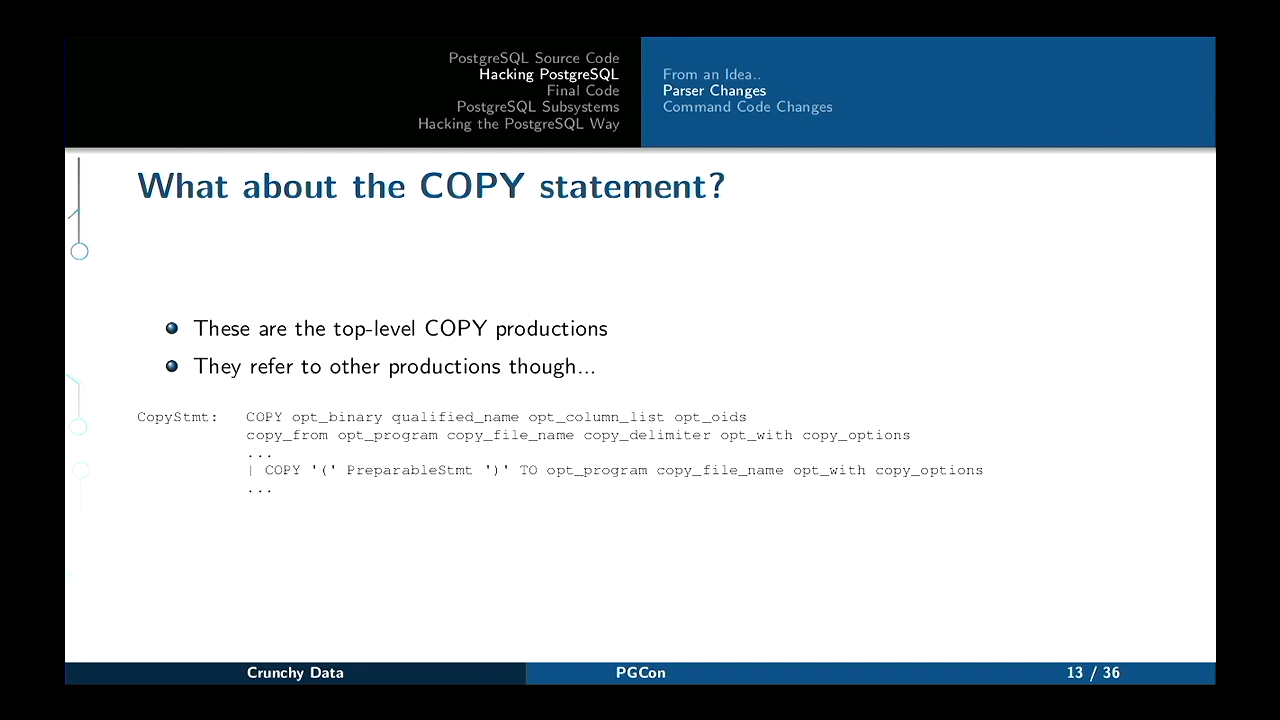 PostgreSQL Source Code
Hacking PostgreSQL
Final Code
PostgreSQL Subsystems
Hacking the PostgreSQL Way
From an Idea..
Parser Changes
Command Code Changes
What about the COPY statement?
These are the top-level COPY productions
They refer to other productions though...
CopyStmt: COPY opt_binary qualified_name opt_column_list opt_oids
copy_from opt_program copy_file_name copy_delimiter opt_with copy_options
...
| COPY '(' PreparableStmt ')' TO opt_program copy_file_name opt_with copy_options
...
Crunchy Data PGCon 13 / 36